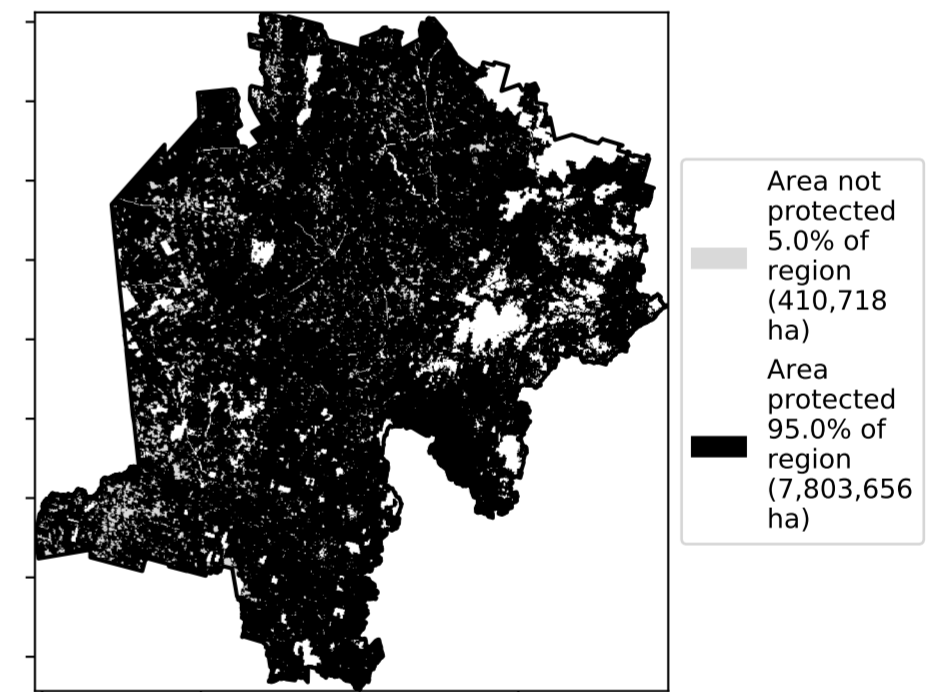 Area not
protected
5.0% of
region
(410,718
ha)
Area
protected
95.0% of
region
(7,803,656
ha)